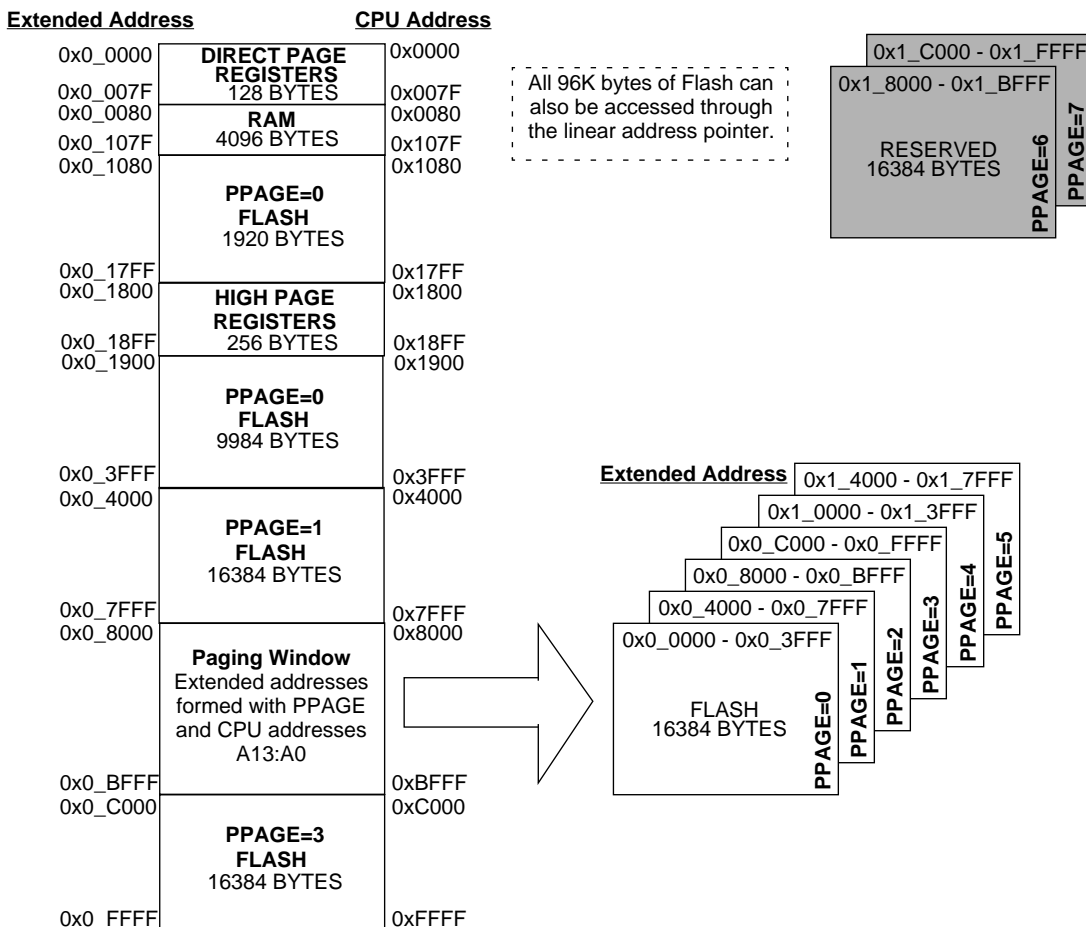 Extended Address
CPU Address
0x0_0000
DIRECT PAGE
REGISTERS
128 BYTES
0x0000
0x0_007F
0x007F
0x0_0080
RAM
4096 BYTES
0x0080
0x0_107F
0x107F
0x0_1080
0x1080
PPAGE=0
FLASH
1920 BYTES
0x0_17FF
0x17FF
0x0_1800
0x1800
HIGH PAGE
REGISTERS
256 BYTES
0x0_18FF
0x18FF
0x0_1900
0x1900
PPAGE=0
FLASH
9984 BYTES
0x0_3FFF
0x3FFF
0x0_4000
0x4000
PPAGE=1
FLASH
16384 BYTES
0x0_7FFF
0x7FFF
0x0_8000
0x8000
Paging Window
Extended addresses
formed with PPAGE
and CPU addresses
A13:A0
0x0_BFFF
0xBFFF
0x0_C000
0xC000
PPAGE=3
FLASH
16384 BYTES
0x0_FFFF
0xFFFF
All 96K bytes of Flash can
also be accessed through
the linear address pointer.
0x1_C000 - 0x1_FFFF
PPAGE=7
0x1_8000 - 0x1_BFFF
RESERVED
16384 BYTES
PPAGE=6
Extended Address
0x1_4000 - 0x1_7FFF
PPAGE=5
0x1_0000 - 0x1_3FFF
PPAGE=4
0x0_C000 - 0x0_FFFF
PPAGE=3
0x0_8000 - 0x0_BFFF
PPAGE=2
0x0_4000 - 0x0_7FFF
PPAGE=1
0x0_0000 - 0x0_3FFF
FLASH
16384 BYTES
PPAGE=0